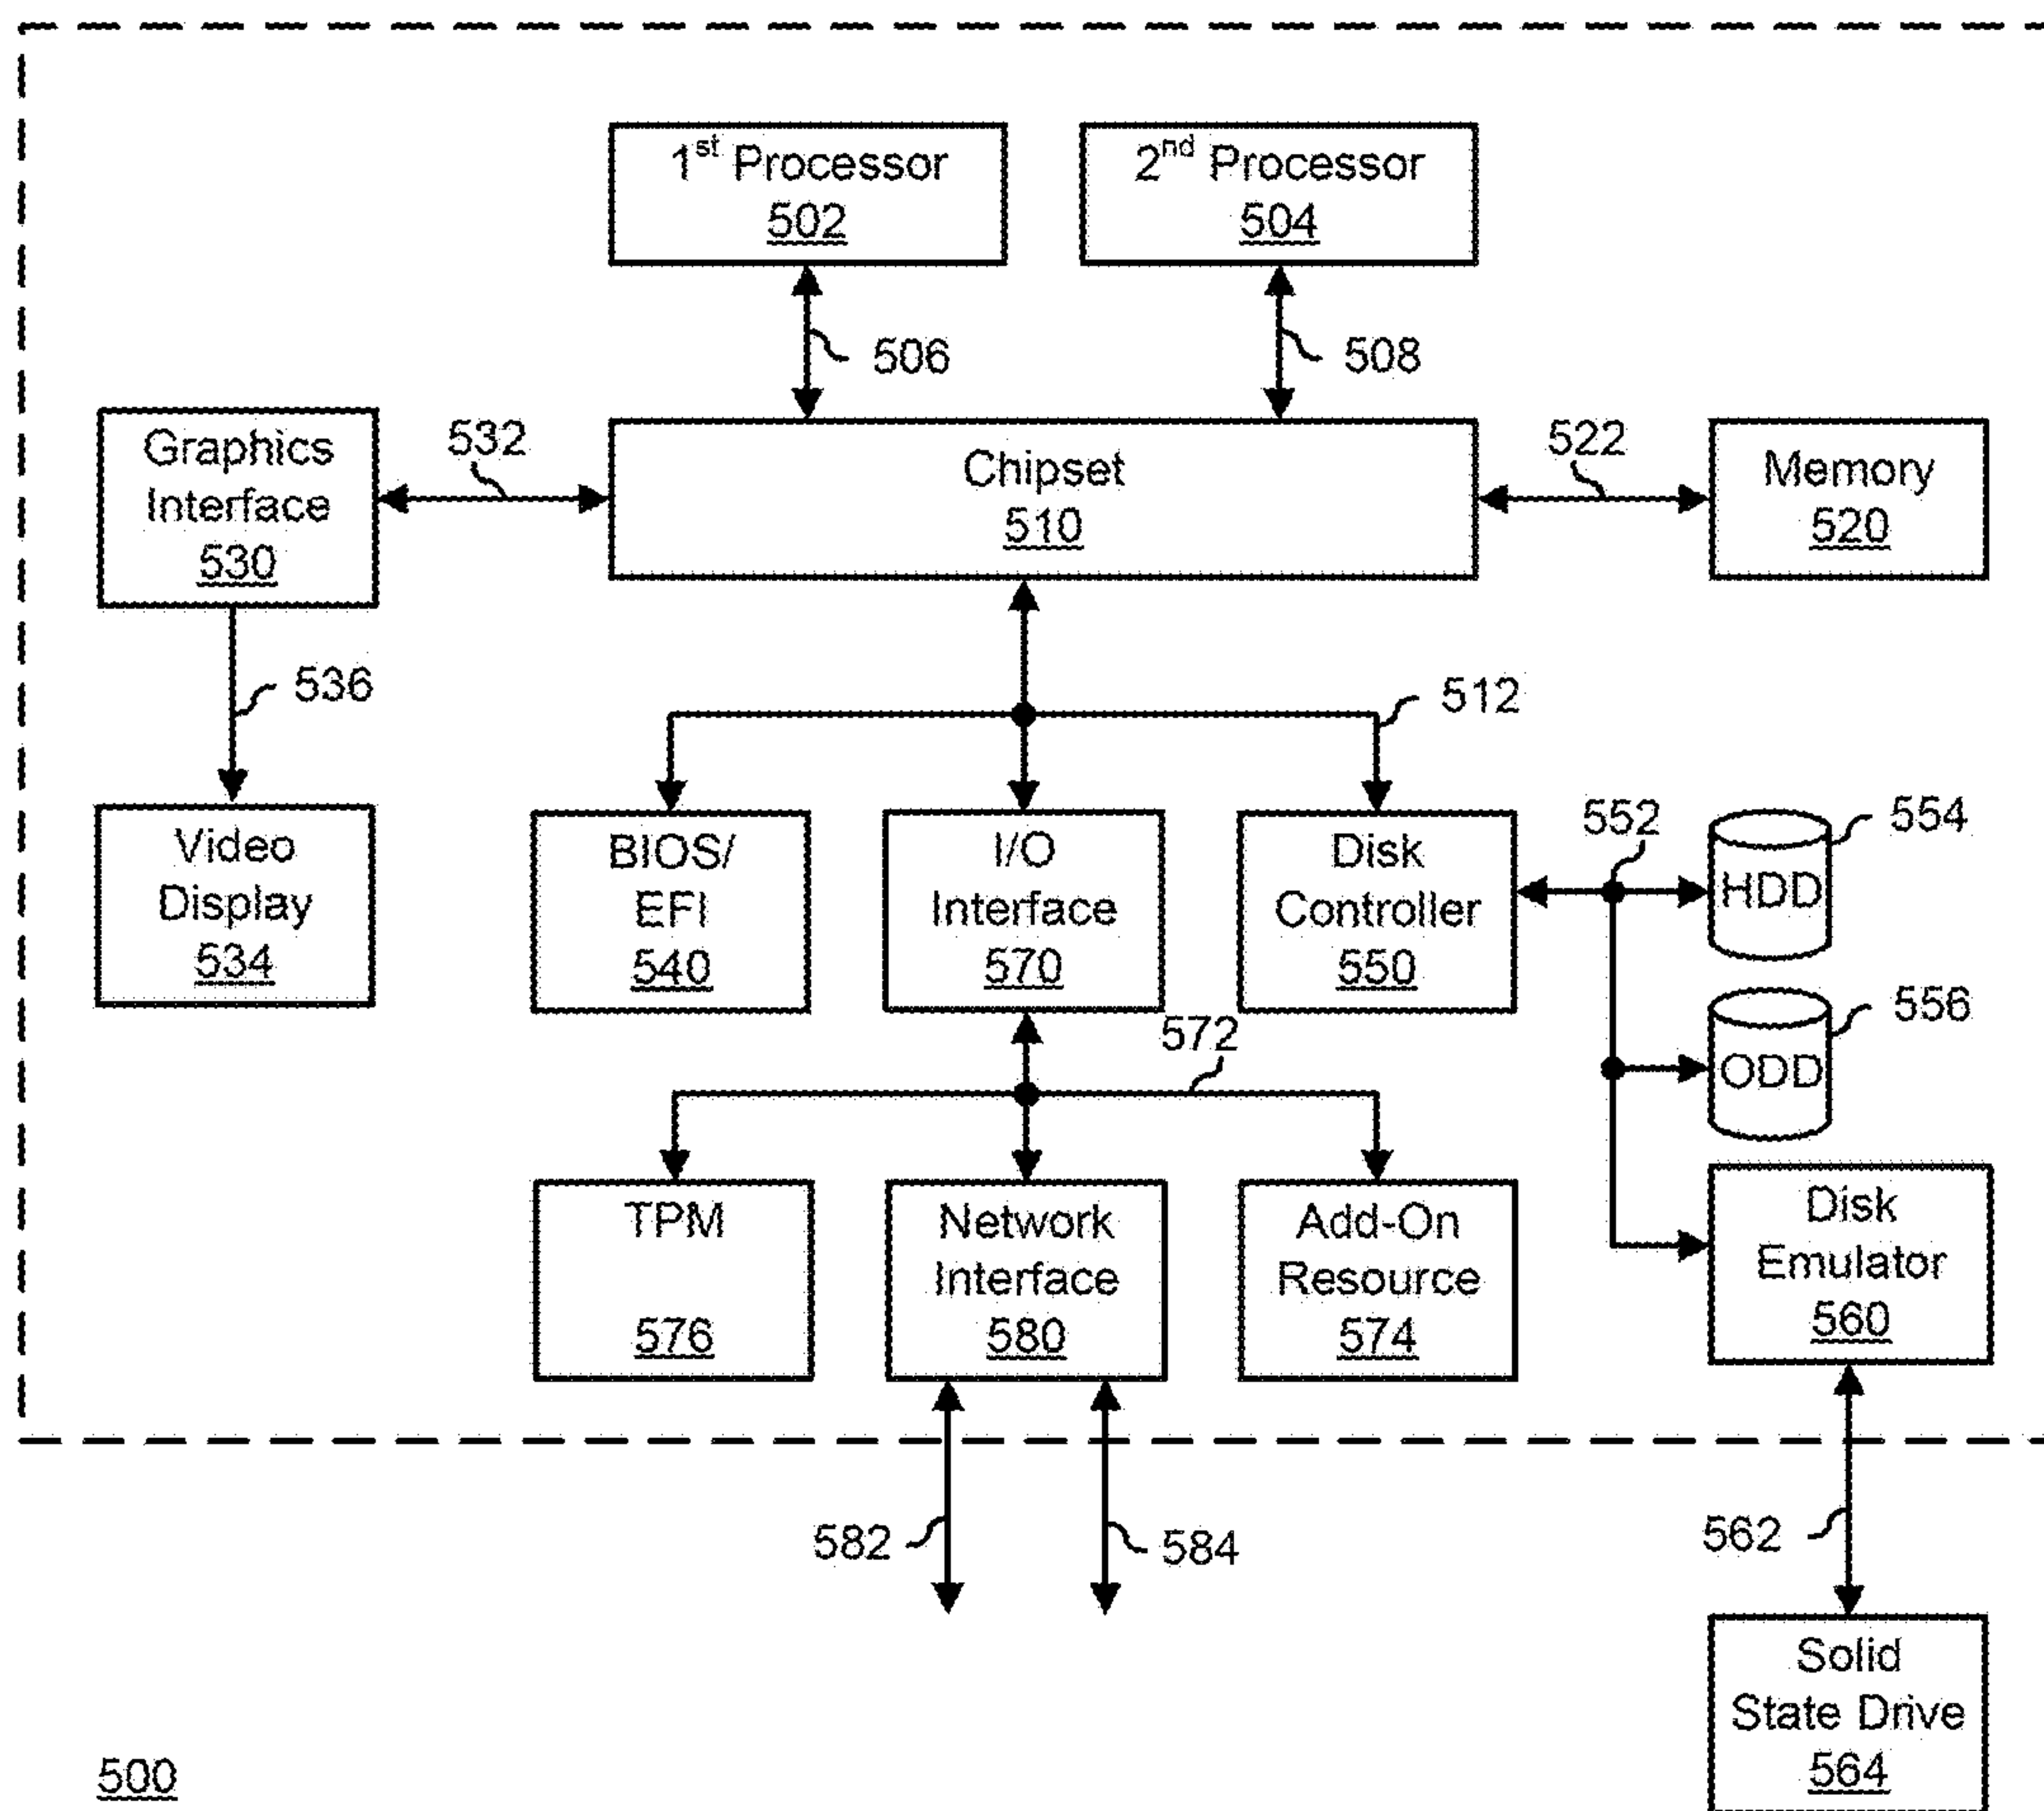 1st Processor
502
2nd Processor
504
506
508
Graphics
Interface
530
532
Chipset
510
522
Memory
520
536
512
Video
Display
534
BIOS/
EFI
540
I/O
Interface
570
Disk
Controller
550
552
HDD
554
ODD
556
572
TPM
576
Network
Interface
580
Add-On
Resource
574
Disk
Emulator
560
582
584
562
Solid
State Drive
564
500